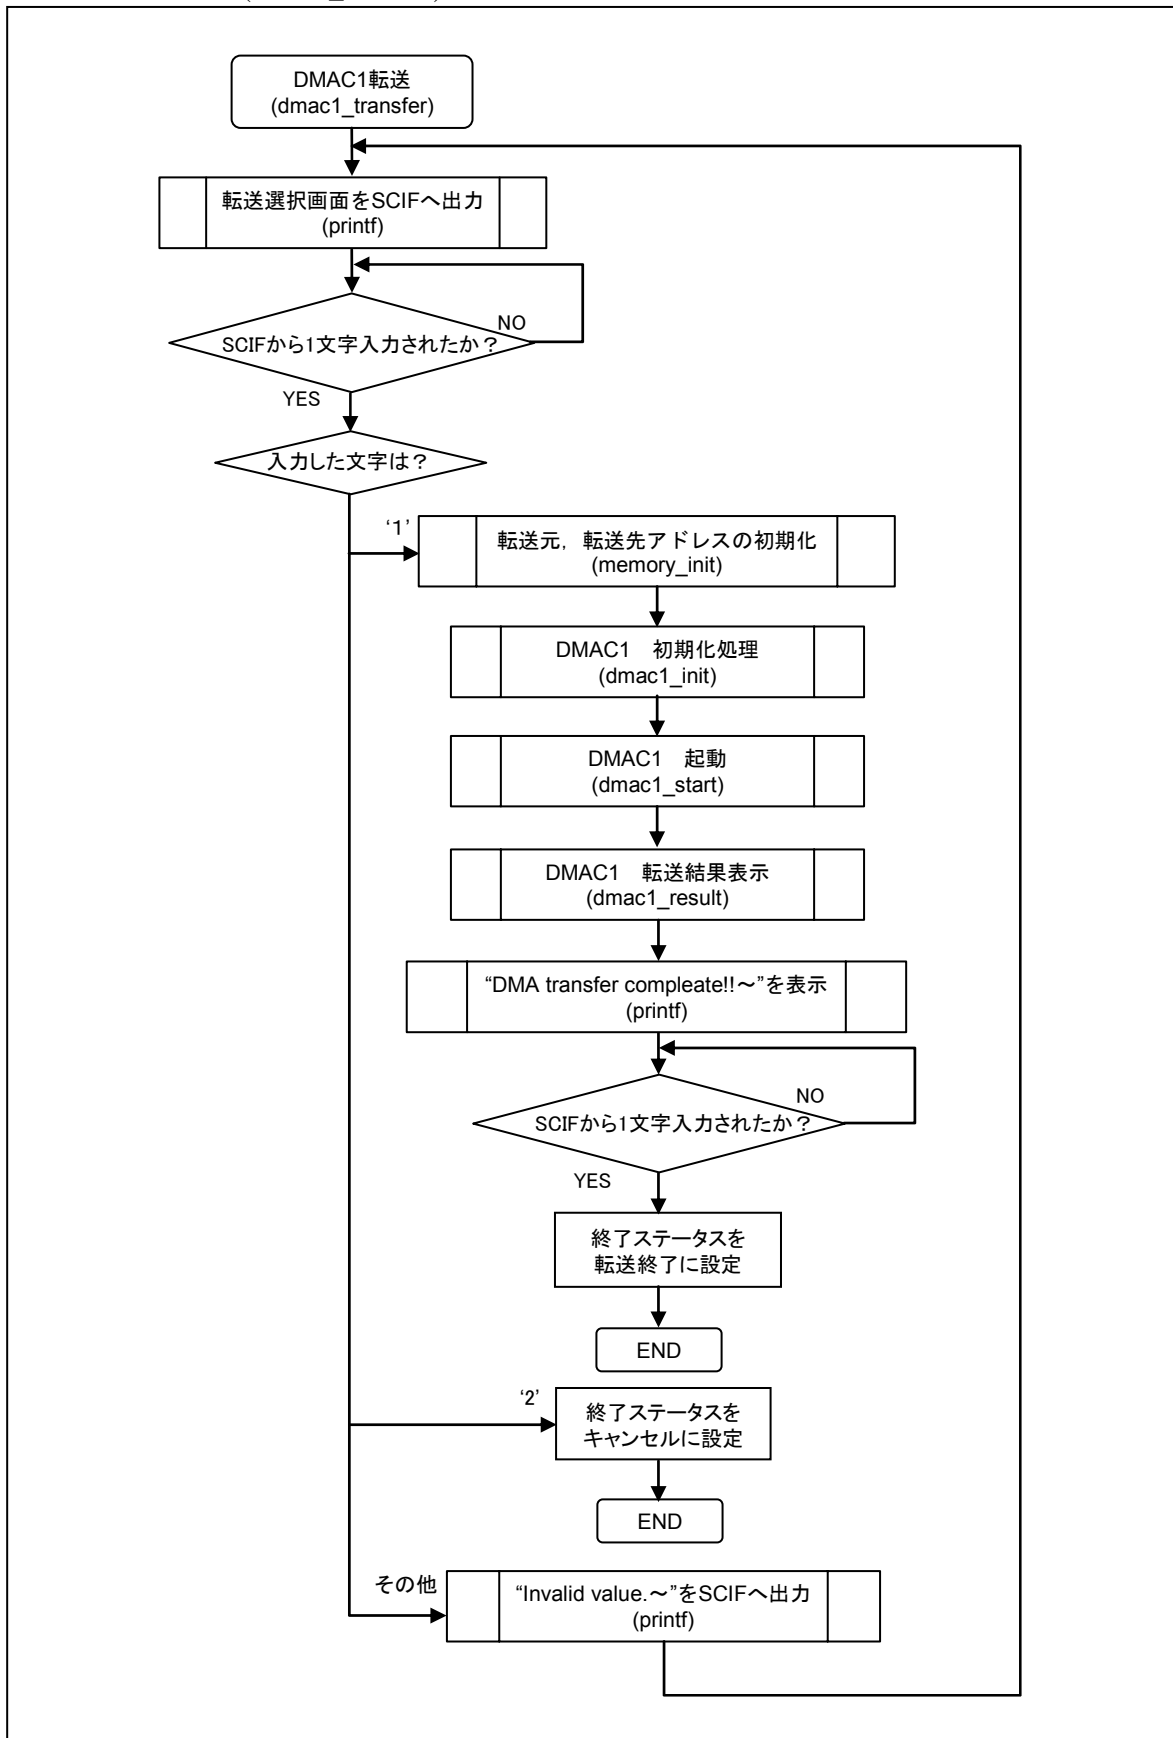 DMAC1転送
(dmac1_transfer)
転送選択画面をSCIFへ出力
(printf)
NO
SCIFから1文字入力されたか?
YES
入力した文字は?
‘1’
転送元，転送先アドレスの初期化
(memory_init)
DMAC1　初期化処理
(dmac1_init)
DMAC1　起動
(dmac1_start)
DMAC1　転送結果表示
(dmac1_result)
“DMA transfer compleate!!～”を表示
(printf)
NO
SCIFから1文字入力されたか?
YES
終了ステータスを
転送終了に設定
END
‘2’
終了ステータスを
キャンセルに設定
END
その他
“Invalid value.～”をSCIFへ出力
(printf)